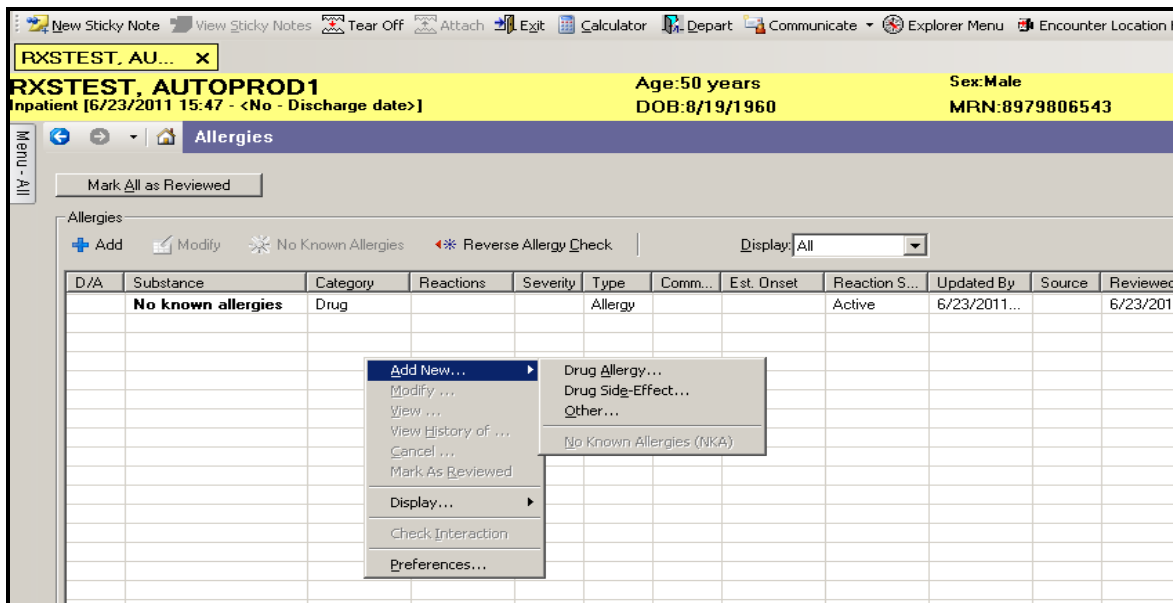 New Sticky Note View Sticky Notes Tear Off Attach Exit Calculator Depart Communicate Explorer Menu Encounter Location
RXSTEST, AU... ×
RXSTEST, AUTOPROD1 Age:50 years Sex:Male
Inpatient [6/23/2011 15:47 - <No - Discharge date>] DOB:8/19/1960 MRN:8979806543
Menu - All
Allergies
Mark All as Reviewed
Allergies
Add Modify No Known Allergies Reverse Allergy Check Display: All
D/A Substance Category Reactions Severity Type Comm... Est. Onset Reaction S... Updated By Source Reviewed
No known allergies Drug Allergy Active 6/23/2011... 6/23/201
Add New...
Modify ...
View ...
View History of ...
Cancel ...
Mark As Reviewed
Display...
Check Interaction
Preferences...
Drug Allergy...
Drug Side-Effect...
Other...
No Known Allergies (NKA)